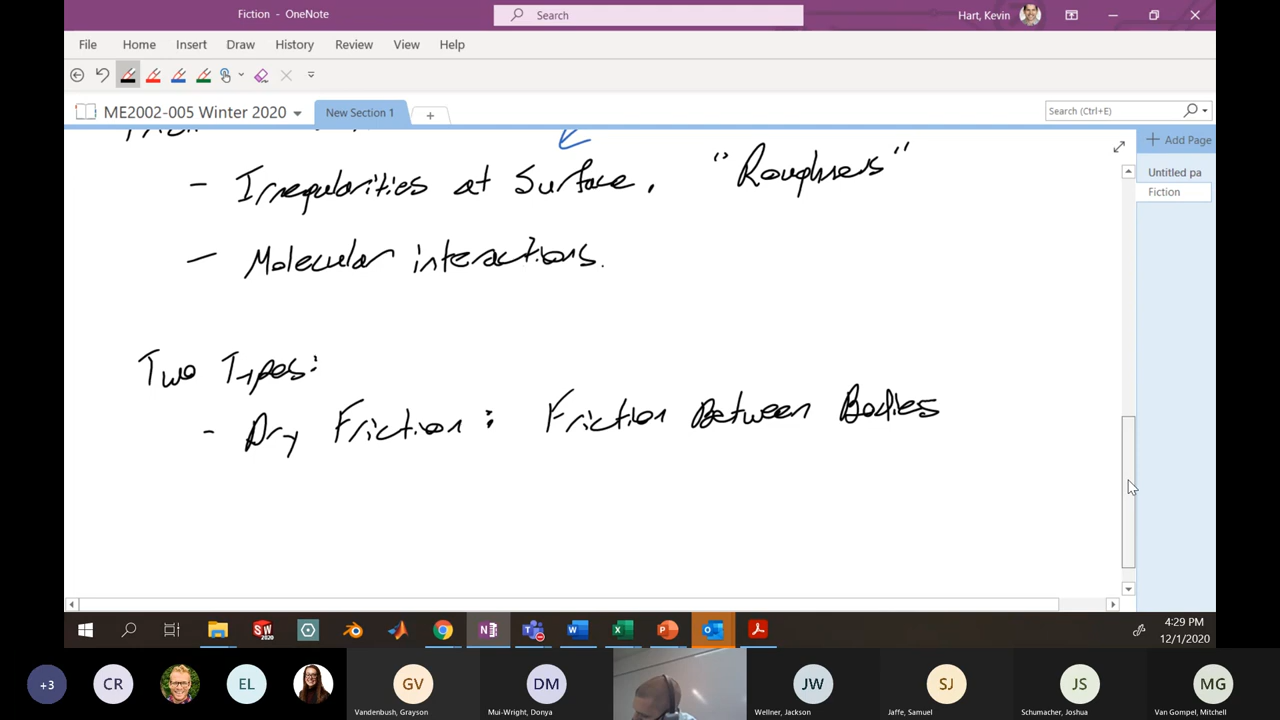 Fiction - OneNote
Search
Hart, Kevin
File Home Insert Draw History Review View Help
ME2002-005 Winter 2020
New Section 1
Search (Ctrl+E)
Add Page
Untitled pa
Fiction
- Irregularities at Surface. "Roughness"
- Molecular interactions.
Two Types:
- Dry Friction: Friction Between Bodies
SW 2020
4:29 PM
12/1/2020
+3 CR EL GV DM JW SJ JS MG
Vandenbush, Grayson Mui-Wright, Donya Wellner, Jackson Jaffe, Samuel Schumacher, Joshua Van Gompel, Mitchell